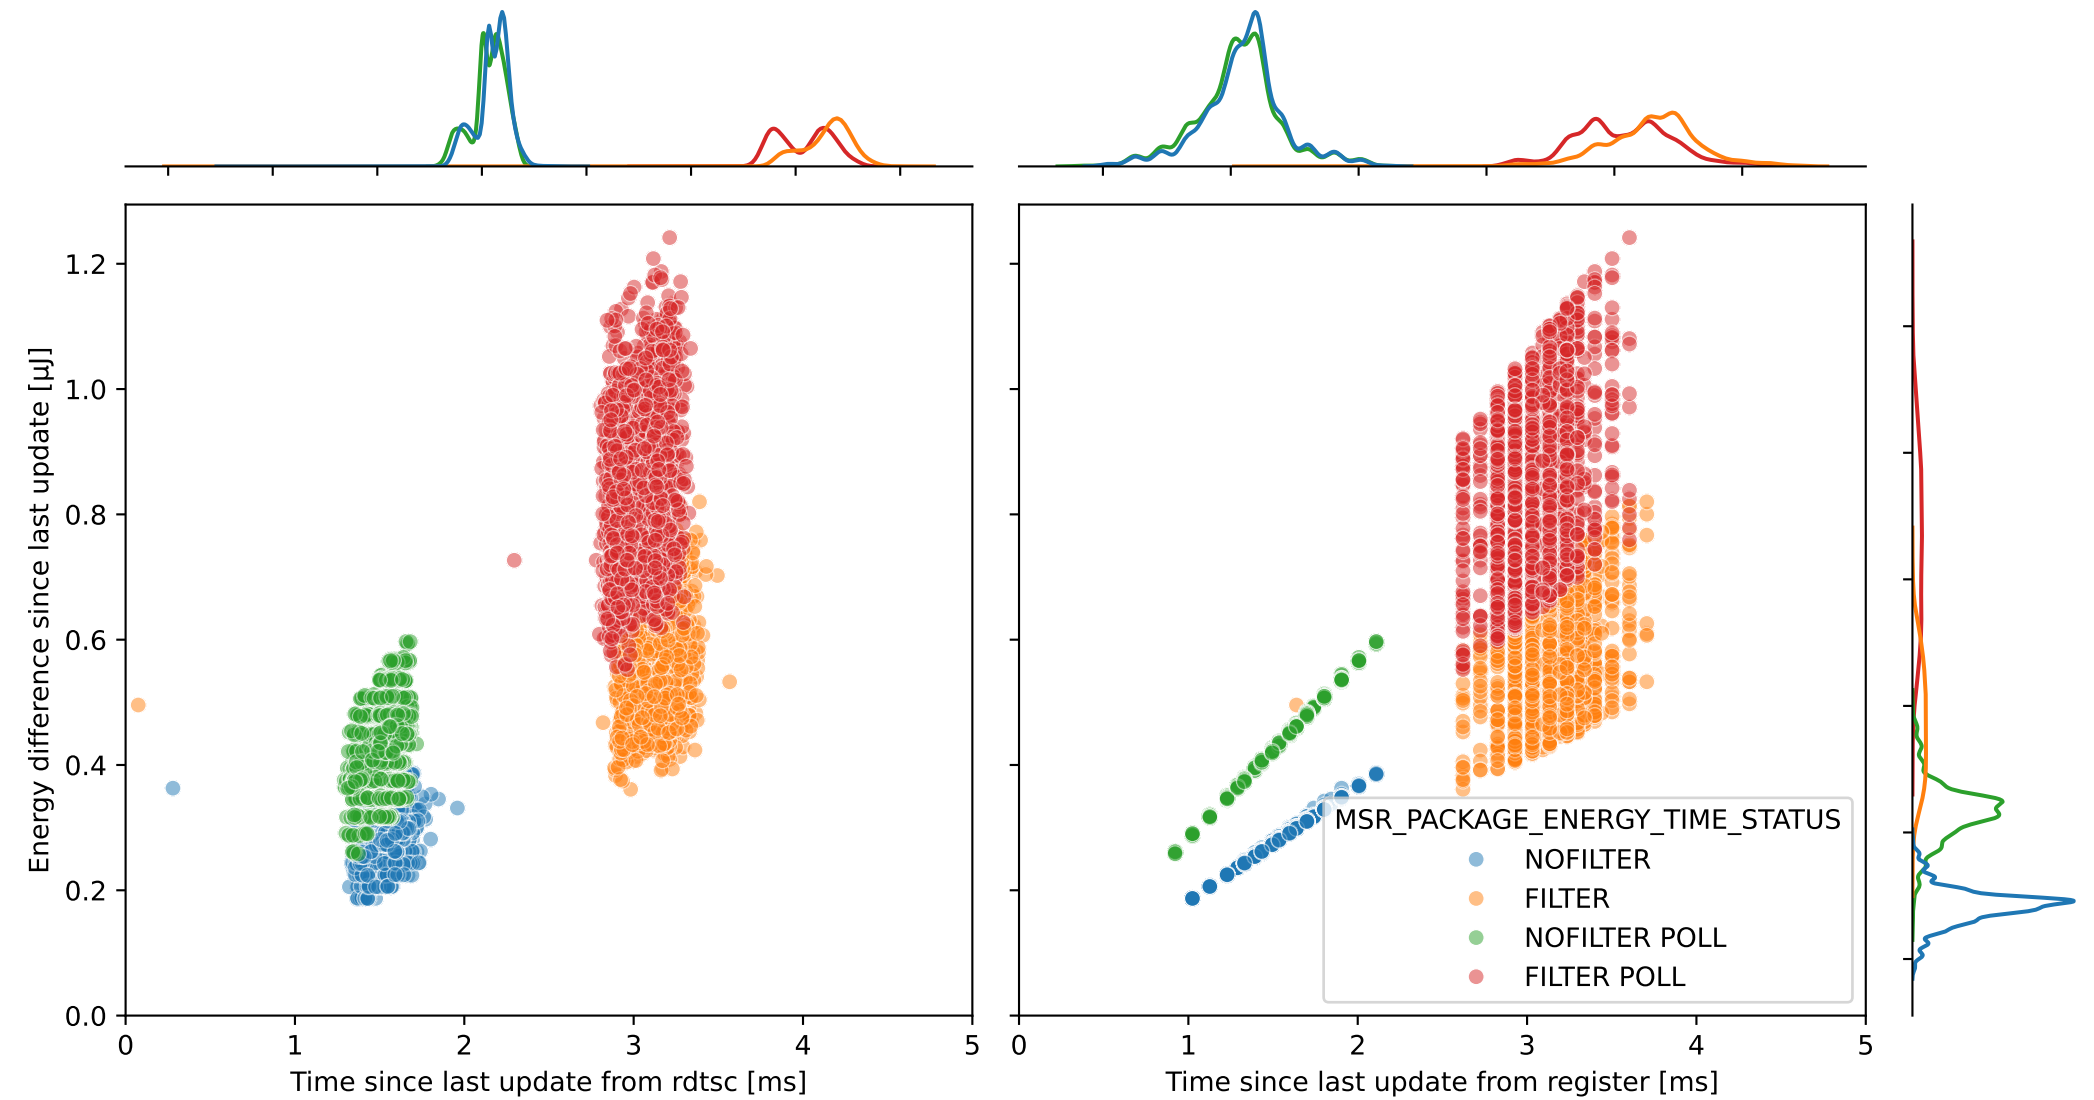 Energy difference since last update [µJ]
1.2
1.0
0.8
0.6
0.4
0.2
0.0
0 1 2 3 4 5
Time since last update from rdtsc [ms]
0 1 2 3 4 5
Time since last update from register [ms]
MSR_PACKAGE_ENERGY_TIME_STATUS
NOFILTER
FILTER
NOFILTER POLL
FILTER POLL